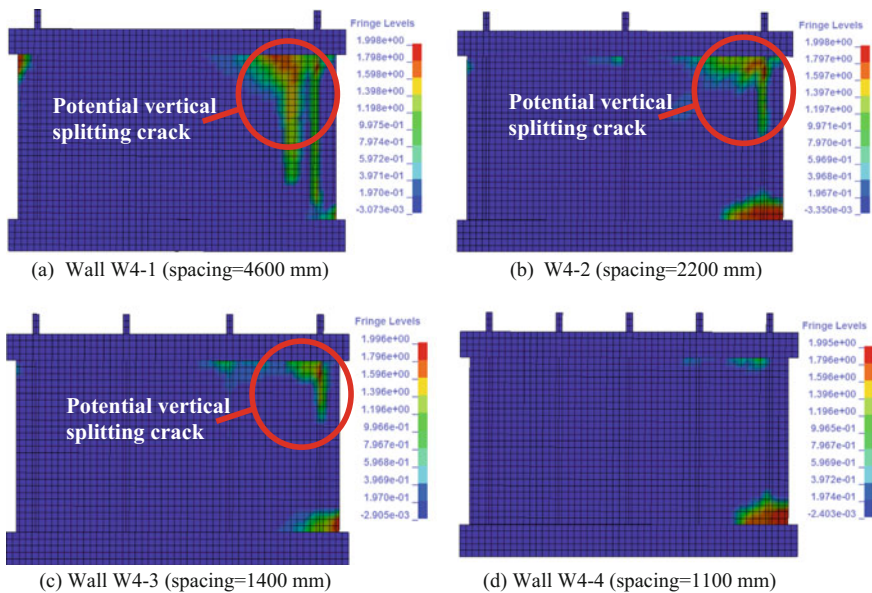 Fringe Levels
1.998e+00
1.797e+00
1.598e+00
1.398e+00
1.198e+00
9.975e-01
7.978e-01
5.972e-01
3.971e-01
1.970e-01
-3.073e-03
Potential vertical
splitting crack
(a) Wall W4-1 (spacing=4600 mm)
Fringe Levels
1.998e+00
1.797e+00
1.597e+00
1.397e+00
1.197e+00
9.971e-01
7.970e-01
5.969e-01
3.968e-01
1.967e-01
-3.350e-03
Potential vertical
splitting crack
(b) W4-2 (spacing=2200 mm)
Fringe Levels
1.996e+00
1.796e+00
1.596e+00
1.396e+00
1.196e+00
9.966e-01
7.967e-01
5.968e-01
3.969e-01
1.970e-01
-2.905e-03
Potential vertical
splitting crack
(c) Wall W4-3 (spacing=1400 mm)
Fringe Levels
1.995e+00
1.796e+00
1.596e+00
1.396e+00
1.196e+00
9.965e-01
7.967e-01
5.970e-01
3.972e-01
1.974e-01
-2.403e-03
(d) Wall W4-4 (spacing=1100 mm)